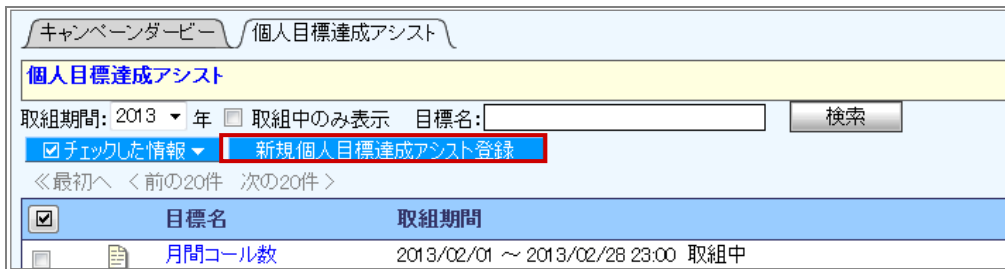 キャンペーンダービー 個人目標達成アシスト
個人目標達成アシスト
取組期間: 2013 ▼ 年 取組中のみ表示 目標名: 検索
チェックした情報▼ 新規個人目標達成アシスト登録
≪最初へ <前の20件 次の20件>
目標名 取組期間
月間コール数 2013/02/01 ～ 2013/02/28 23:00 取組中